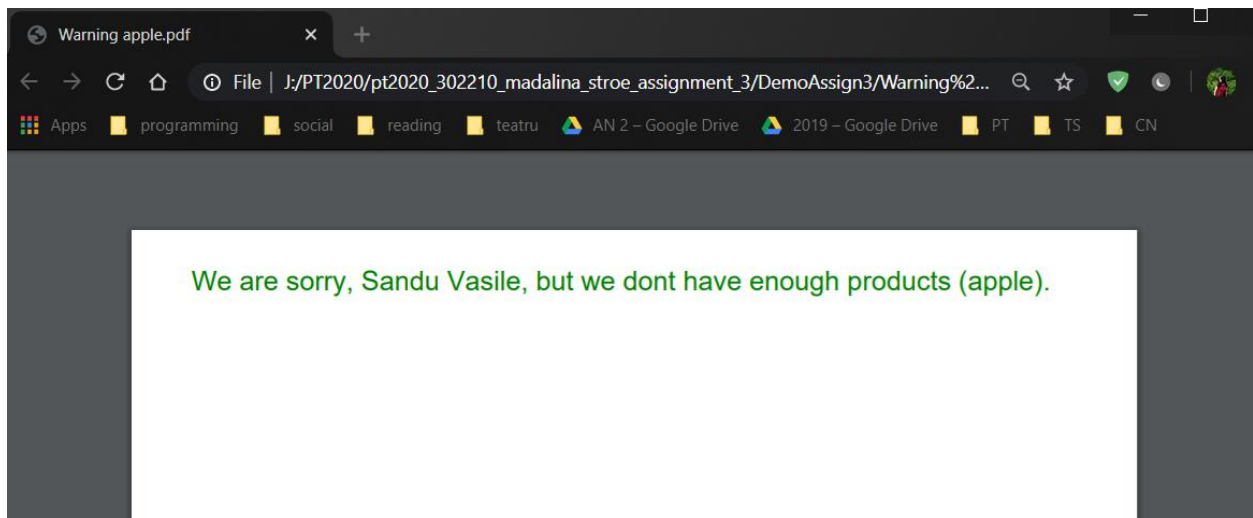 Warning apple.pdf
File | J:/PT2020/pt2020_302210_madalina_stroe_assignment_3/DemoAssign3/Warning%2...
Apps programming social reading teatru AN 2 – Google Drive 2019 – Google Drive PT TS CN
We are sorry, Sandu Vasile, but we dont have enough products (apple).